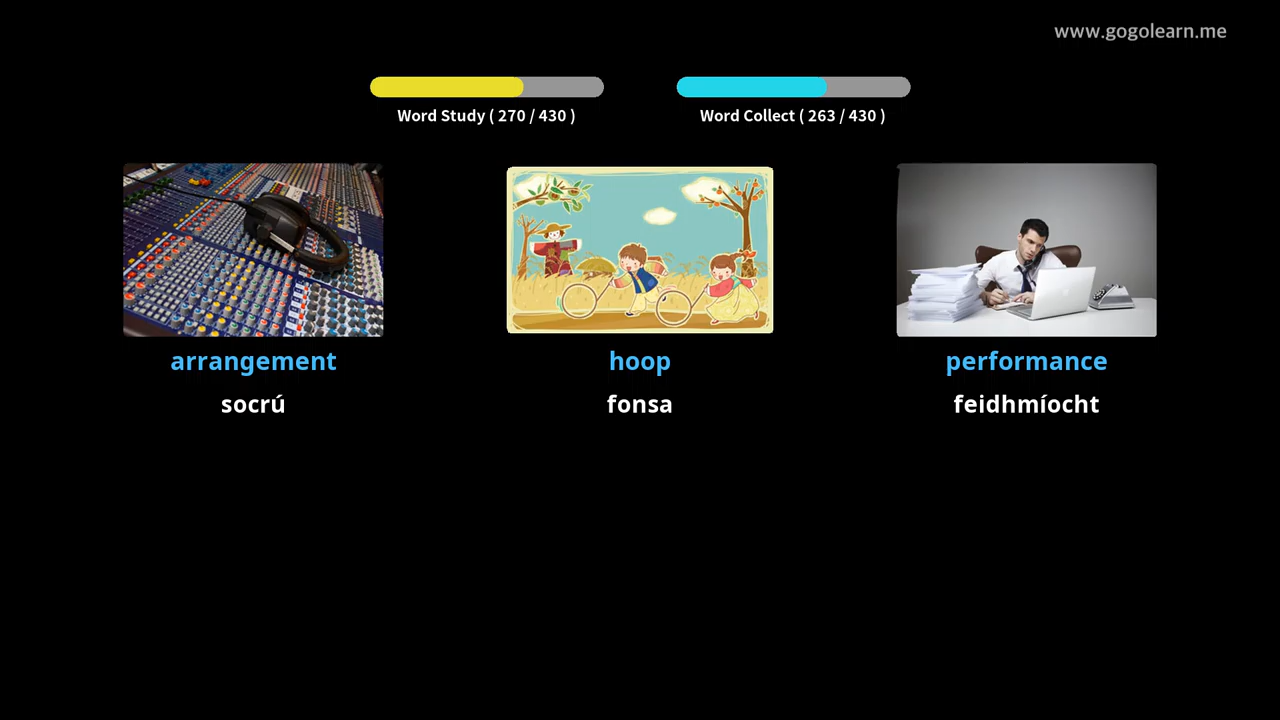 www.gogolearn.me
Word Study ( 270 / 430 )
Word Collect ( 263 / 430 )
arrangement
hoop
performance
socrú
fonsa
feidhmíocht